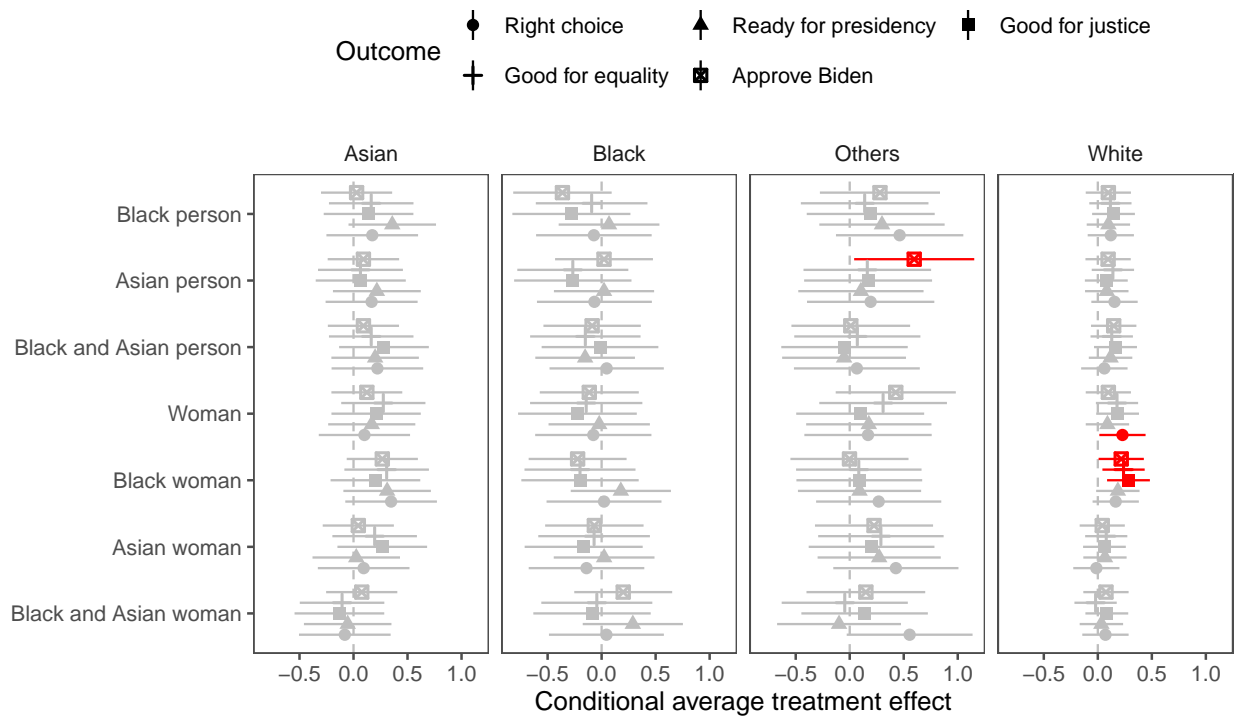 Outcome
Right choice
Ready for presidency
Good for justice
Good for equality
Approve Biden
Asian
Black
Others
White
Black person
Asian person
Black and Asian person
Woman
Black woman
Asian woman
Black and Asian woman
−0.5 0.0 0.5 1.0
−0.5 0.0 0.5 1.0
−0.5 0.0 0.5 1.0
−0.5 0.0 0.5 1.0
Conditional average treatment effect